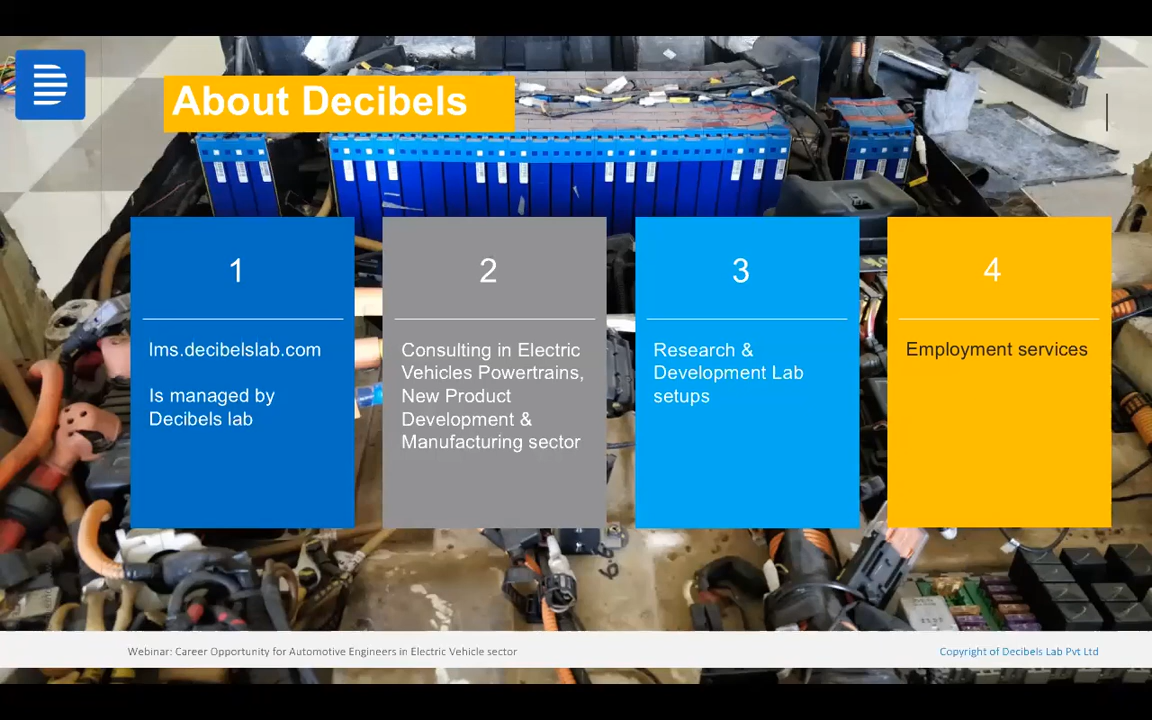 About Decibels
1
lms.decibelslab.com
Is managed by
Decibels lab
2
Consulting in Electric
Vehicles Powertrains,
New Product
Development &
Manufacturing sector
3
Research &
Development Lab
setups
4
Employment services
Webinar: Career Opportunity for Automotive Engineers in Electric Vehicle sector
Copyright of Decibels Lab Pvt Ltd